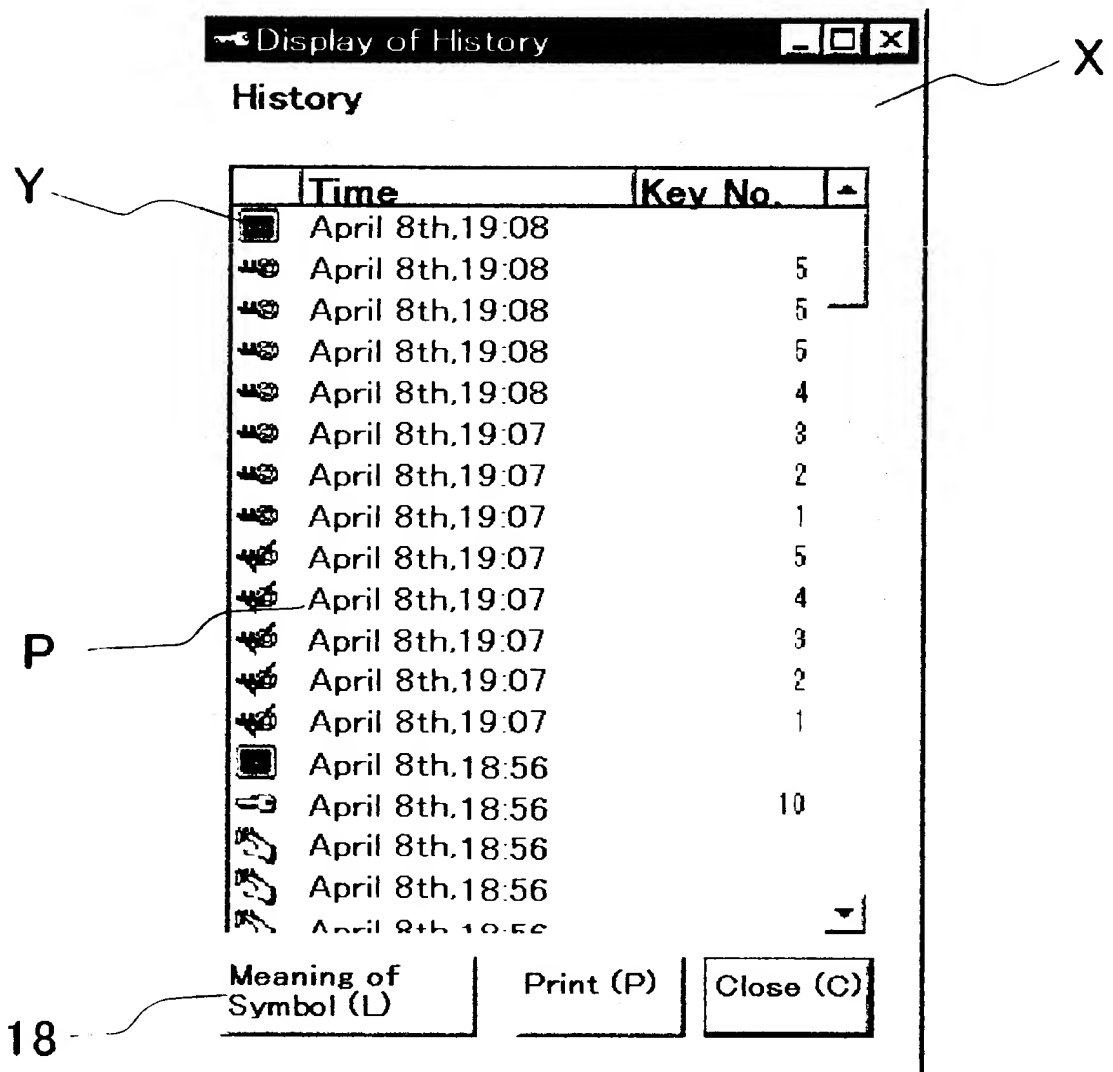 Display of History
X
History
Y
Time Key No.
April 8th,19:08
April 8th,19:08 5
April 8th,19:08 5
April 8th,19:08 5
April 8th,19:08 4
April 8th,19:07 3
April 8th,19:07 2
April 8th,19:07 1
April 8th,19:07 5
April 8th,19:07 4
P
April 8th,19:07 3
April 8th,19:07 2
April 8th,19:07 1
April 8th,18:56
April 8th,18:56 10
April 8th,18:56
April 8th,18:56
April 8th,18:56
Meaning of
Symbol (L)
Print (P)
Close (C)
18